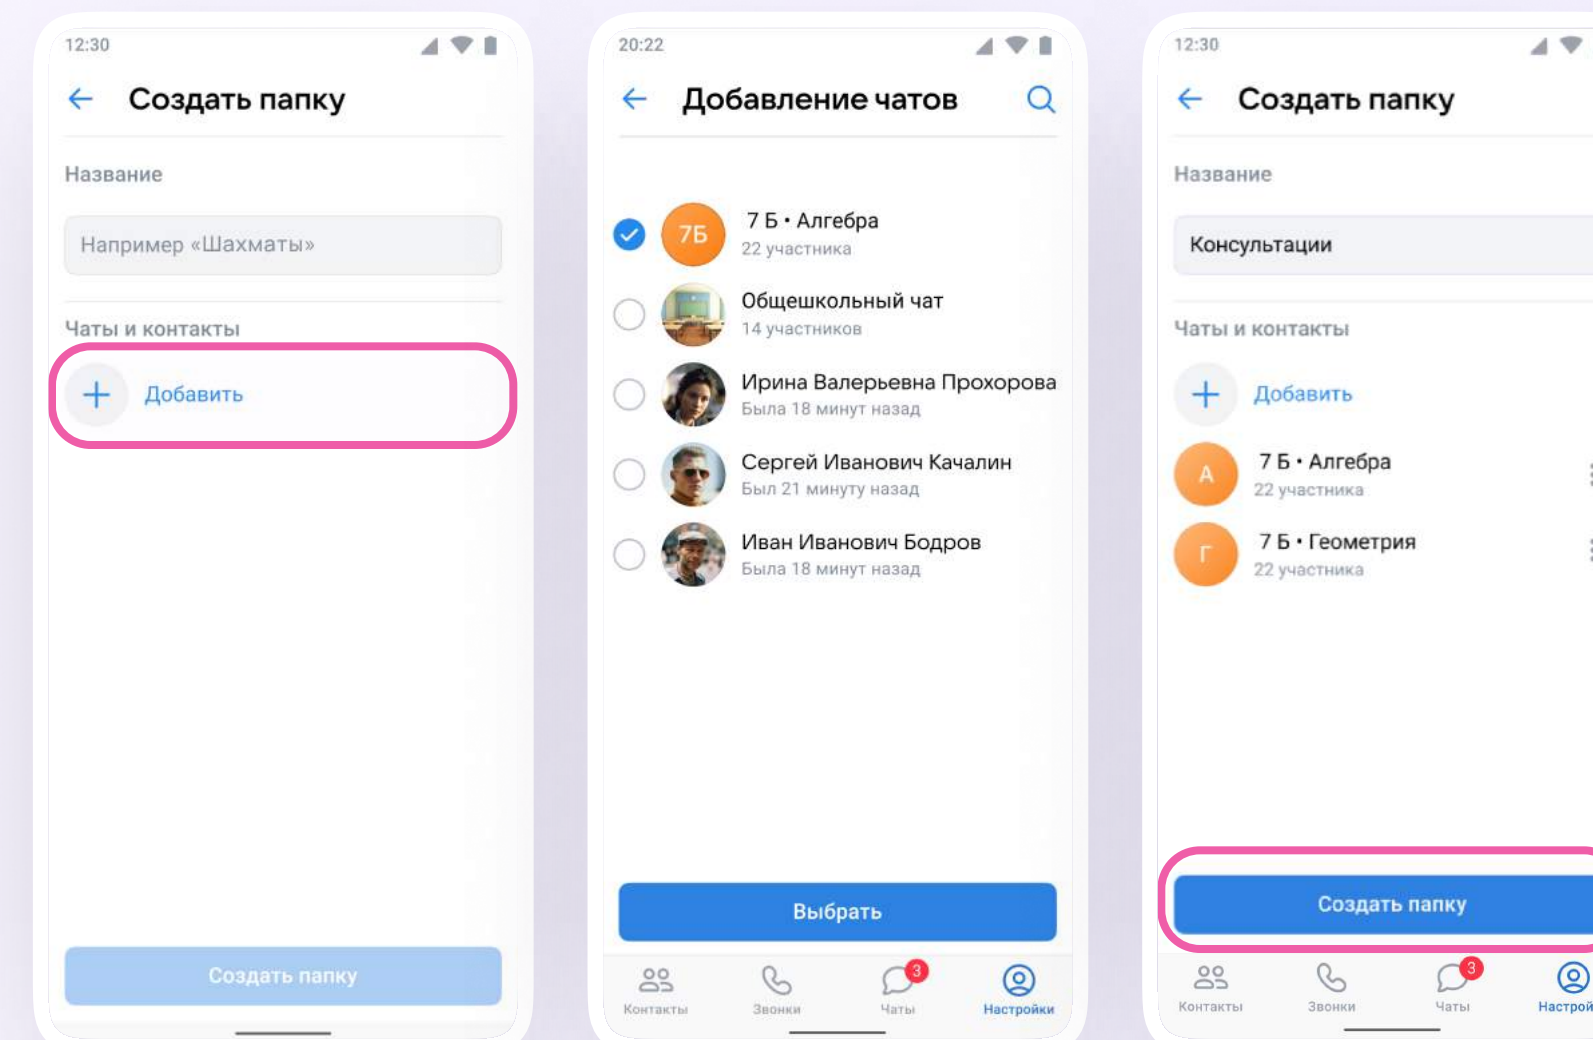 12:30
Создать папку
Название
Например «Шахматы»
Чаты и контакты
Добавить
Создать папку
20:22
Добавление чатов
7Б
7 Б • Алгебра
22 участника
Общешкольный чат
14 участников
Ирина Валерьевна Прохорова
Была 18 минут назад
Сергей Иванович Качалин
Был 21 минуту назад
Иван Иванович Бодров
Была 18 минут назад
Выбрать
3
Контакты
Звонки
Чаты
Настройки
12:30
Создать папку
Название
Консультации
Чаты и контакты
Добавить
А
7 Б • Алгебра
22 участника
Г
7 Б • Геометрия
22 участника
Создать папку
3
Контакты
Звонки
Чаты
Настрой